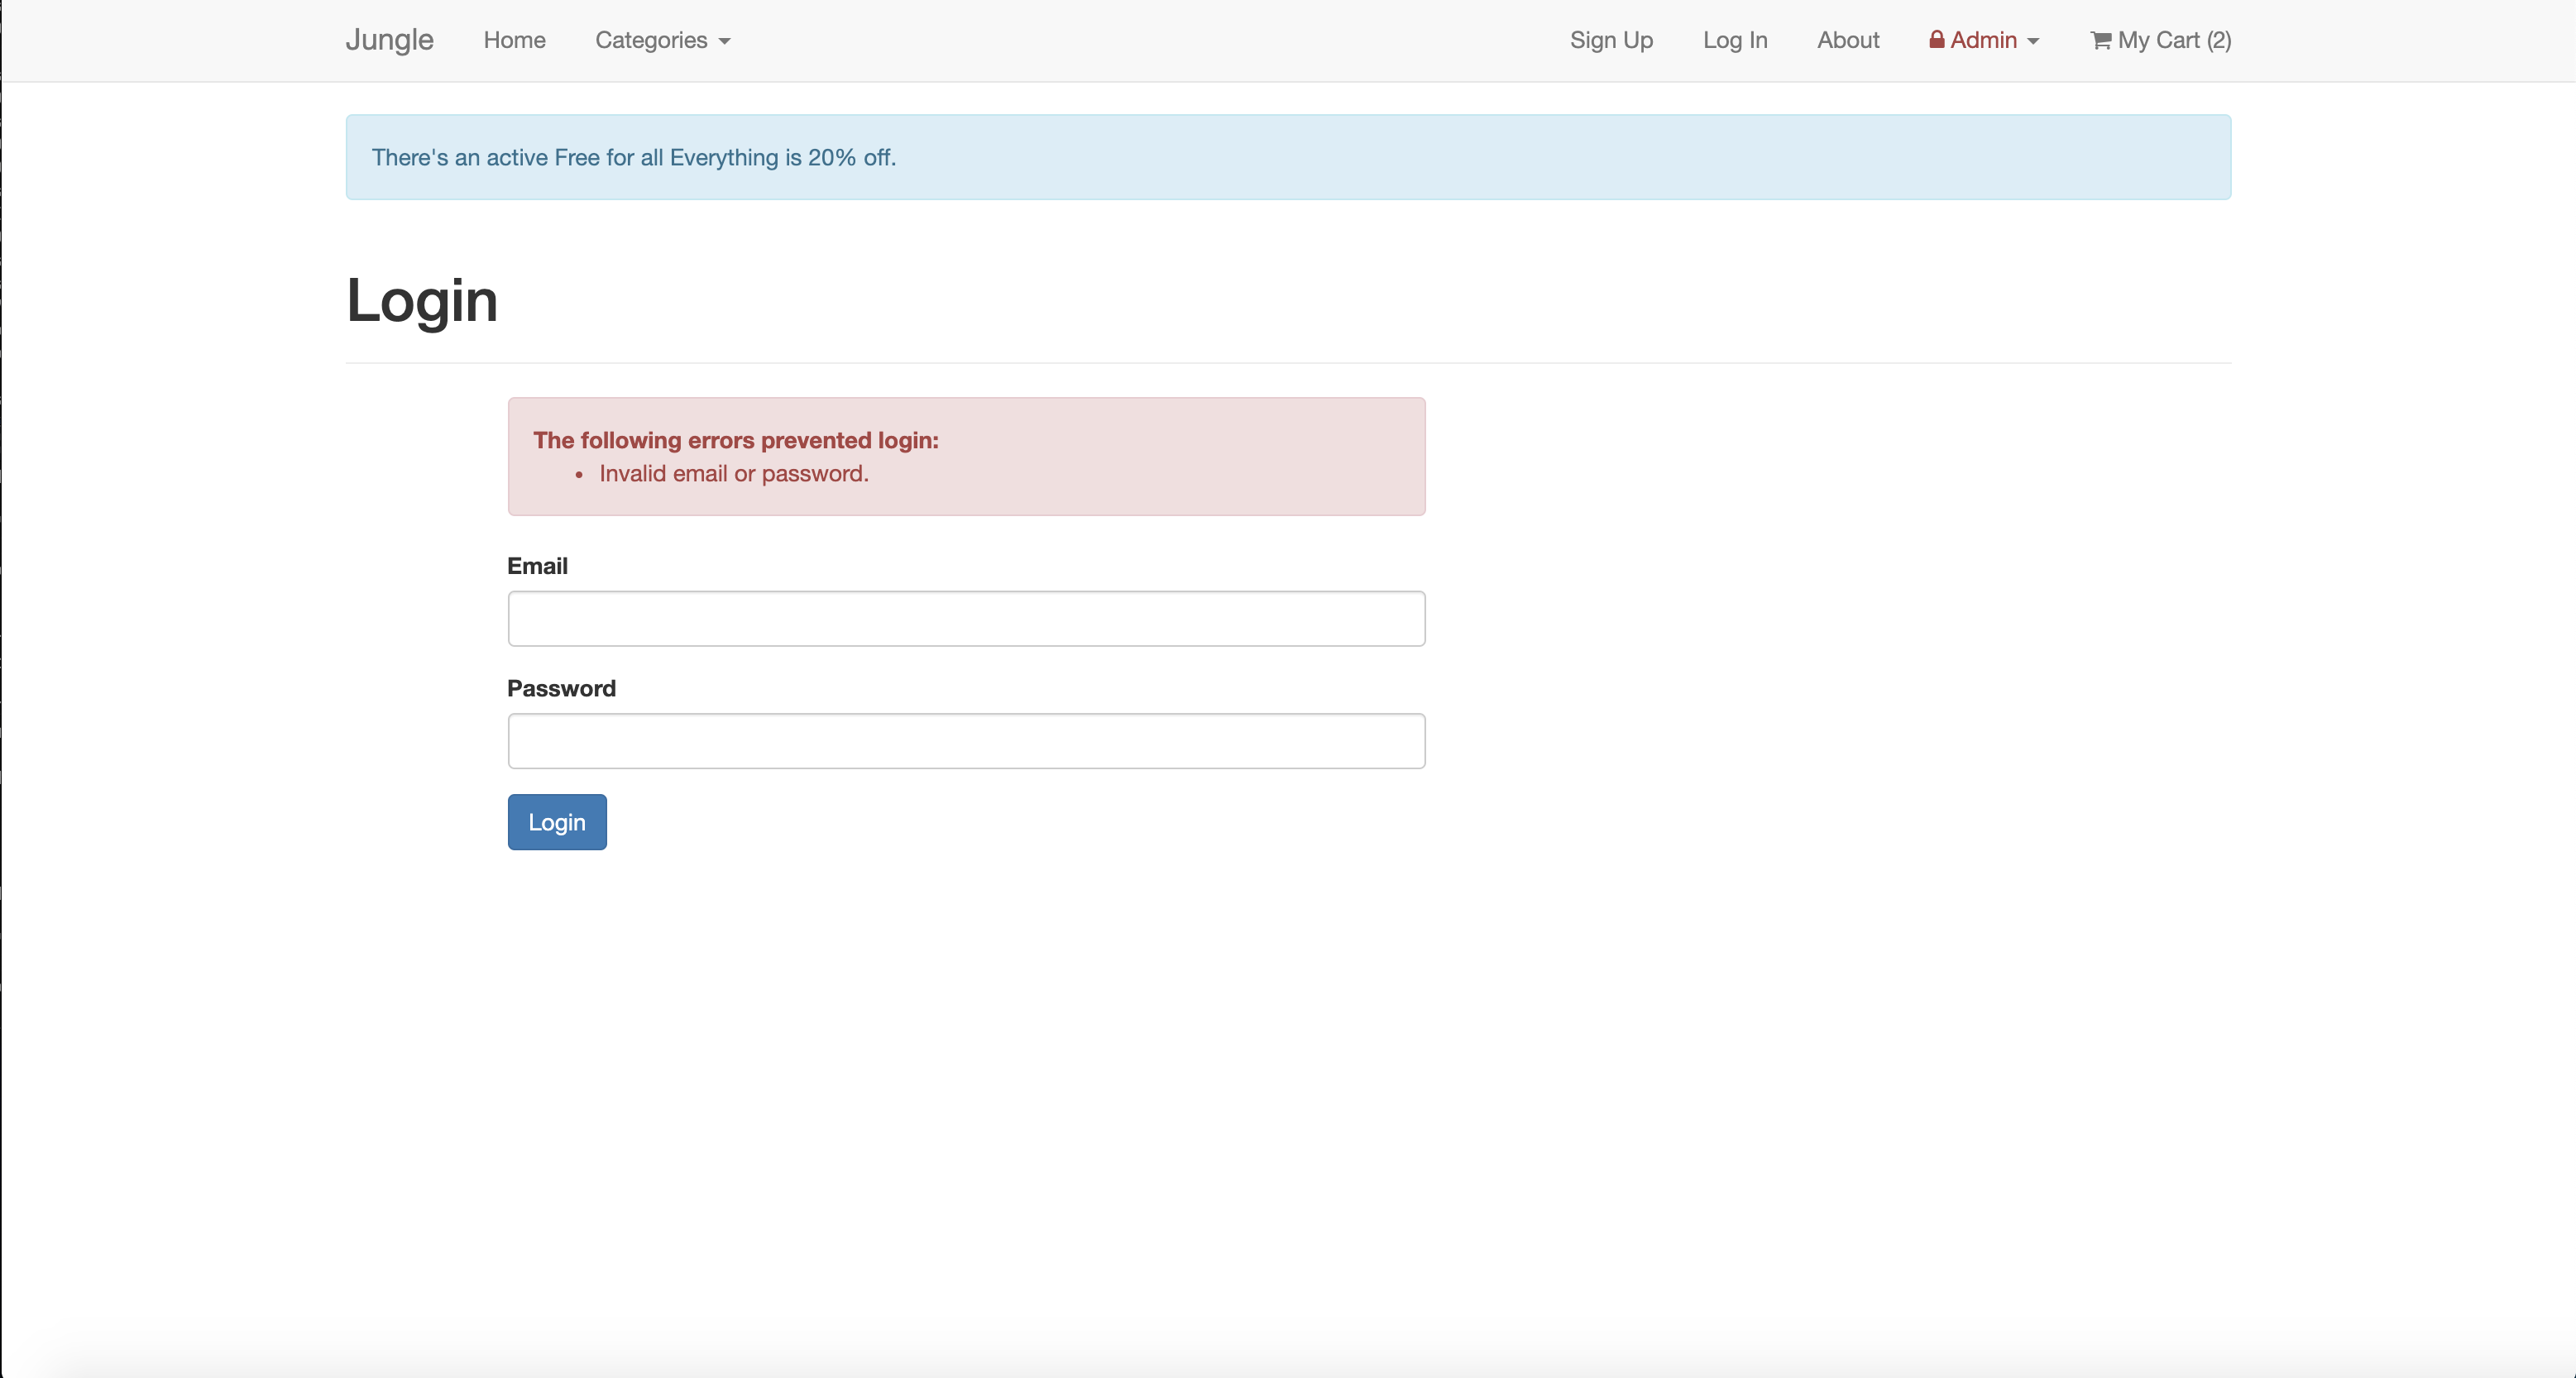 Jungle Home Categories Sign Up Log In About Admin My Cart (2)
There's an active Free for all Everything is 20% off.
Login
The following errors prevented login:
• Invalid email or password.
Email
Password
Login